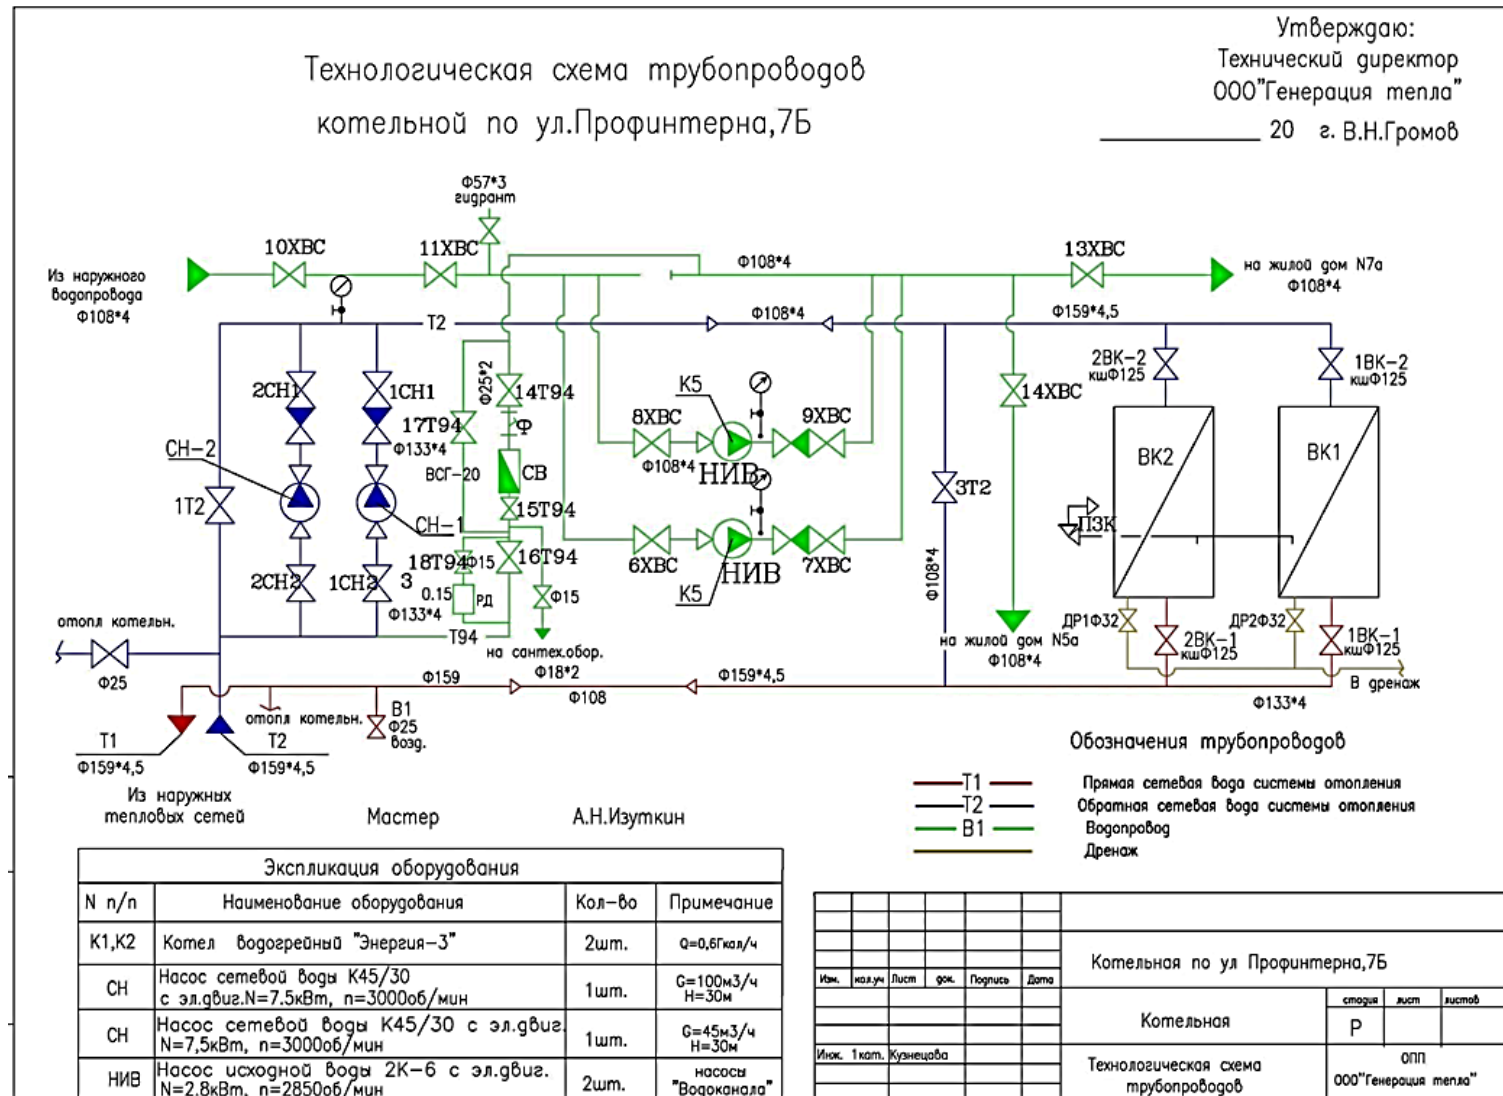 Утверждаю:
Технический директор
ООО"Генерация тепла"
20 г. В.Н.Громов
Технологическая схема трубопроводов
котельной по ул.Профинтерна,7Б
Ф57*3
гидрант
10ХВС
11ХВС
13ХВС
Из наружного
водопровода
Ф108*4
Ф108*4
на жилой дом N7а
Ф108*4
Т2
Ф108*4
Ф159*4,5
2ВК-2
кшФ125
1ВК-2
кшФ125
2СН1
1СН1
Ф25*2
14Т94
К5
14ХВС
17Т94
Ф
8ХВС
9ХВС
Ф133*4
СН-2
ВСГ-20
СВ
Ф108*4
НИВ
ВК2
ВК1
1Т2
3Т2
СН-1
15Т94
ПЗК
18Т94
Ф15
16Т94
6ХВС
НИВ
7ХВС
2СН2
1СН2
3
0.15
РД
Ф15
К5
Ф108*4
Ф133*4
отопл котельн.
Т94
на сантех.обор.
Ф18*2
на жилой дом N5а
Ф108*4
ДР1Ф32
2ВК-1
кшФ125
ДР2Ф32
1ВК-1
кшФ125
Ф25
Ф159
Ф108
Ф159*4,5
В дренаж
Ф133*4
отопл котельн.
В1
Ф25
возд.
Т1
Ф159*4,5
Т2
Ф159*4,5
Из наружных
тепловых сетей
Мастер
А.Н.Изуткин
Обозначения трубопроводов
Т1 Прямая сетевая вода системы отопления
Т2 Обратная сетевая вода системы отопления
В1 Водопровод
Дренаж
Экспликация оборудования
N п/п Наименование оборудования Кол-во Примечание
К1,К2 Котел водогрейный "Энергия-3" 2шт. Q=0,6Гкал/ч
СН Насос сетевой воды К45/30
с эл.двиг.N=7.5кВт, n=3000об/мин 1шт. G=100м3/ч
Н=30м
СН Насос сетевой воды К45/30 с эл.двиг.
N=7,5кВт, n=3000об/мин 1шт. G=45м3/ч
Н=30м
НИВ Насос исходной воды 2К-6 с эл.двиг.
N=2.8кВт, n=2850об/мин 2шт. насосы
"Водоканала"
Котельная по ул Профинтерна,7Б
Изм. кол.уч Лист док. Подпись Дата
Котельная
стадия лист листов
Р
Инж. 1кат. Кузнецова
Технологическая схема
трубопроводов
ОПП
ООО"Генерация тепла"